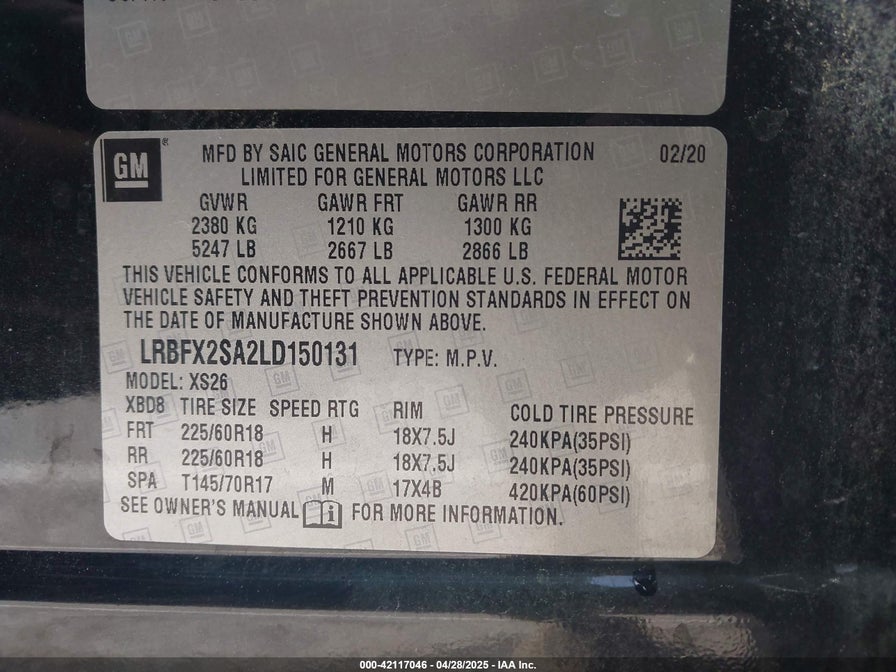 GM
MFD BY SAIC GENERAL MOTORS CORPORATION 02/20
LIMITED FOR GENERAL MOTORS LLC
GVWR GAWR FRT GAWR RR
2380 KG 1210 KG 1300 KG
5247 LB 2667 LB 2866 LB
THIS VEHICLE CONFORMS TO ALL APPLICABLE U.S. FEDERAL MOTOR
VEHICLE SAFETY AND THEFT PREVENTION STANDARDS IN EFFECT ON
THE DATE OF MANUFACTURE SHOWN ABOVE.
LRBFX2SA2LD150131 TYPE: M.P.V.
MODEL: XS26
XBD8 TIRE SIZE SPEED RTG RIM COLD TIRE PRESSURE
FRT 225/60R18 H 18X7.5J 240KPA(35PSI)
RR 225/60R18 H 18X7.5J 240KPA(35PSI)
SPA T145/70R17 M 17X4B 420KPA(60PSI)
SEE OWNER'S MANUAL i FOR MORE INFORMATION.
000-42117046 - 04/28/2025 - IAA Inc.